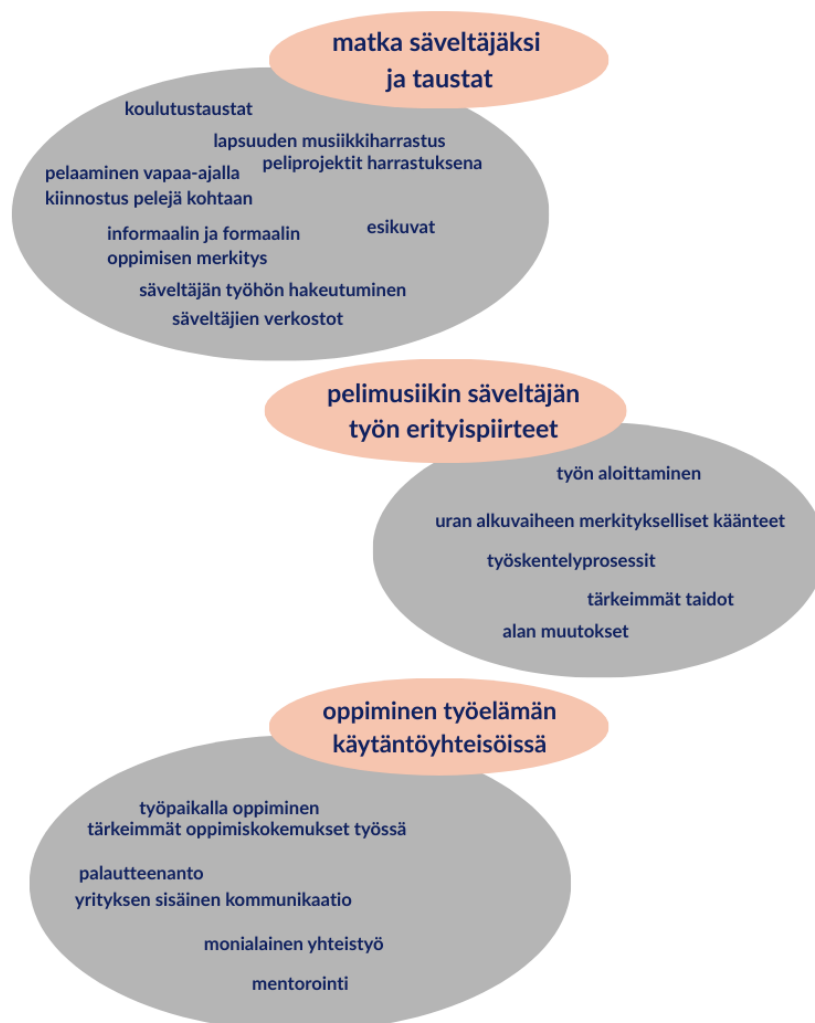 matka säveltäjäksi
ja taustat
koulutustaustat
lapsuuden musiikkiharrastus
peliprojektit harrastuksena
pelaaminen vapaa-ajalla
kiinnostus pelejä kohtaan
esikuvat
informaalin ja formaalin
oppimisen merkitys
säveltäjän työhön hakeutuminen
säveltäjien verkostot
pelimusiikin säveltäjän
työn erityispiirteet
työn aloittaminen
uran alkuvaiheen merkitykselliset käänteet
työskentelyprosessit
tärkeimmät taidot
alan muutokset
oppiminen työelämän
käytäntöyhteisöissä
työpaikalla oppiminen
tärkeimmät oppimiskokemukset työssä
palautteenanto
yrityksen sisäinen kommunikaatio
monialainen yhteistyö
mentorointi